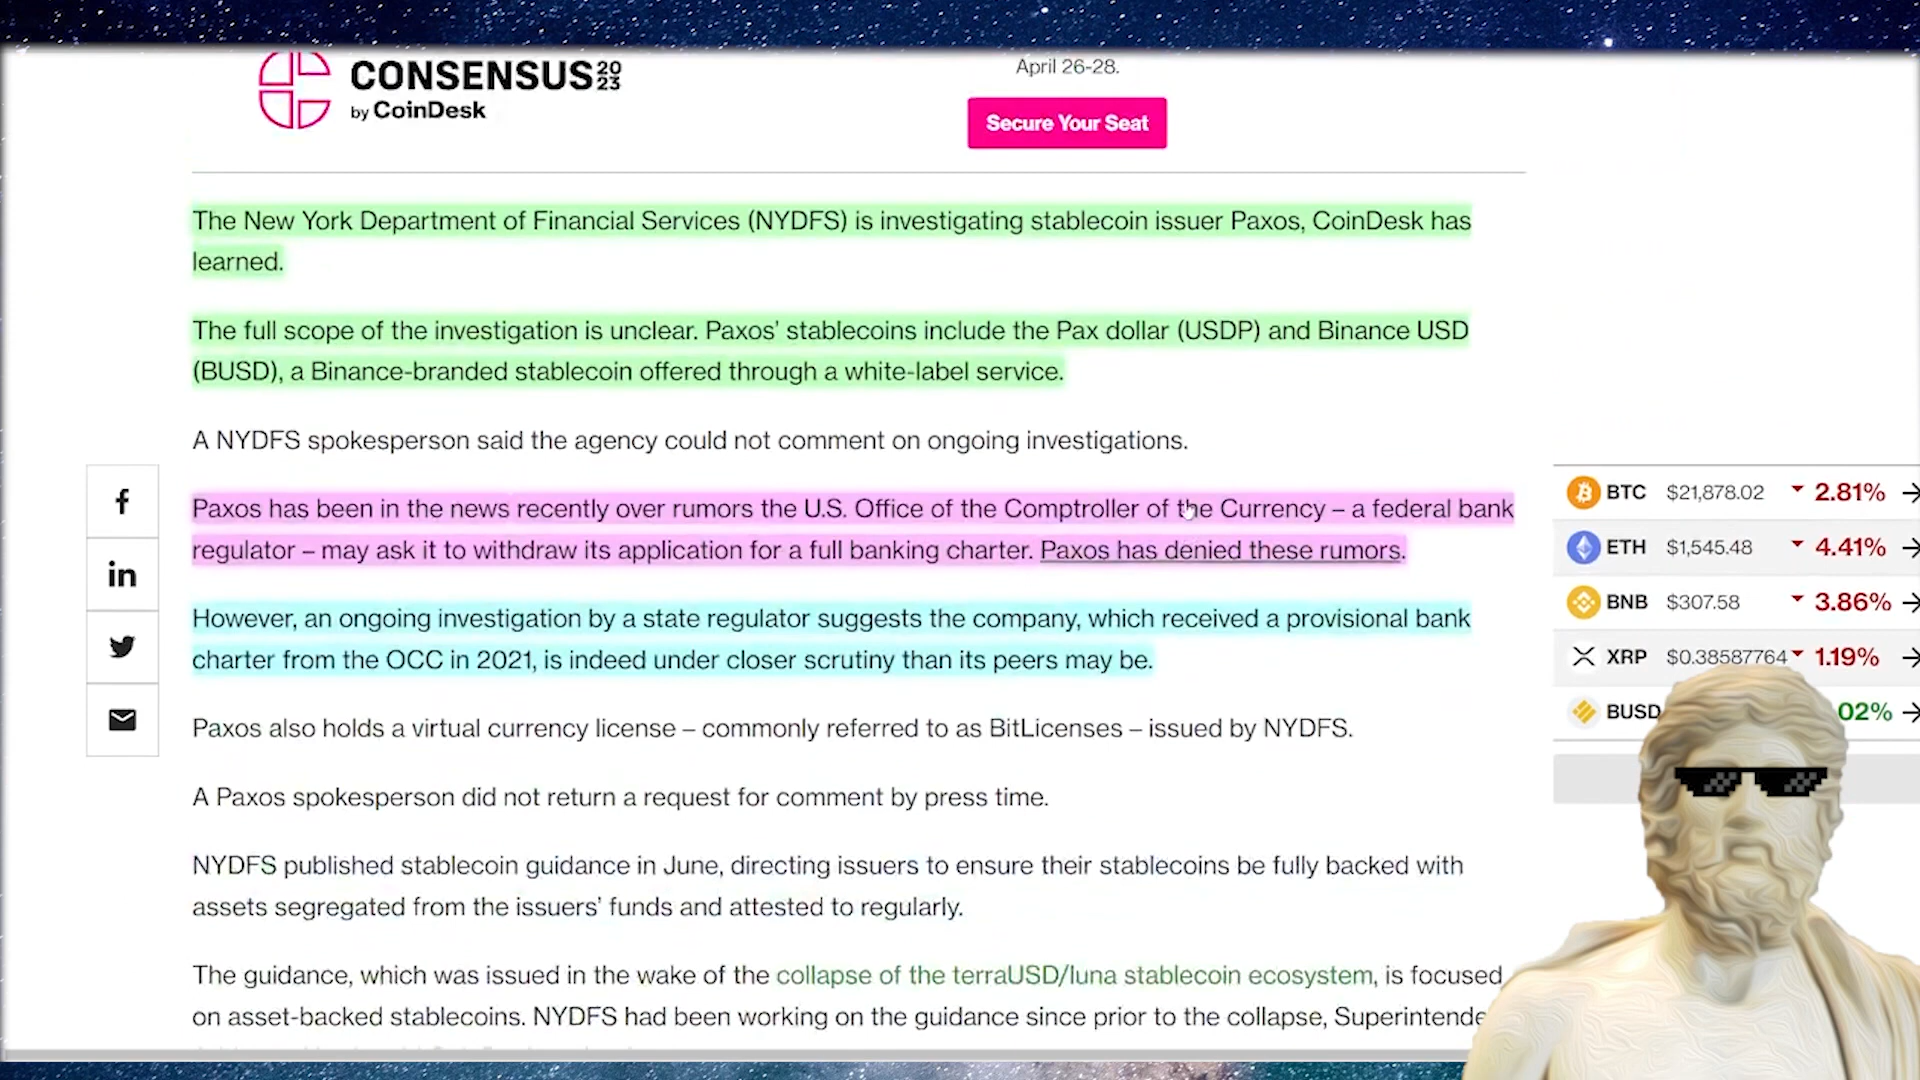 CONSENSUS 20 23
by CoinDesk
April 26-28.
Secure Your Seat
The New York Department of Financial Services (NYDFS) is investigating stablecoin issuer Paxos, CoinDesk has
learned.
The full scope of the investigation is unclear. Paxos' stablecoins include the Pax dollar (USDP) and Binance USD
(BUSD), a Binance-branded stablecoin offered through a white-label service.
A NYDFS spokesperson said the agency could not comment on ongoing investigations.
Paxos has been in the news recently over rumors the U.S. Office of the Comptroller of the Currency – a federal bank
regulator – may ask it to withdraw its application for a full banking charter. Paxos has denied these rumors.
However, an ongoing investigation by a state regulator suggests the company, which received a provisional bank
charter from the OCC in 2021, is indeed under closer scrutiny than its peers may be.
Paxos also holds a virtual currency license – commonly referred to as BitLicenses – issued by NYDFS.
A Paxos spokesperson did not return a request for comment by press time.
NYDFS published stablecoin guidance in June, directing issuers to ensure their stablecoins be fully backed with
assets segregated from the issuers' funds and attested to regularly.
The guidance, which was issued in the wake of the collapse of the terraUSD/luna stablecoin ecosystem, is focused
on asset-backed stablecoins. NYDFS had been working on the guidance since prior to the collapse, Superintende
BTC $21,878.02 2.81%
ETH $1,545.48 4.41%
BNB $307.58 3.86%
XRP $0.38587764 1.19%
BUSD 02%